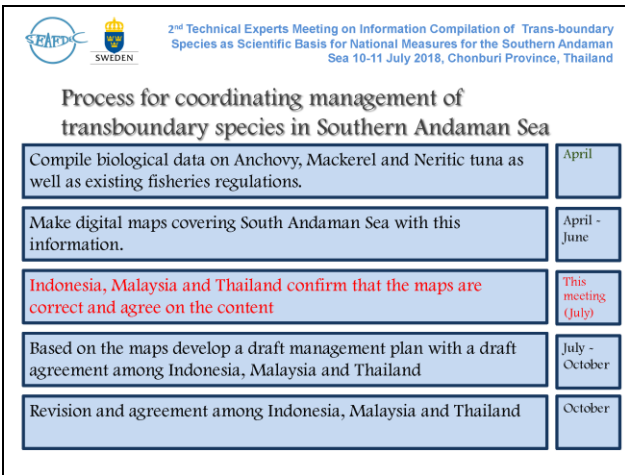 SEAFDEC
SWEDEN
2nd Technical Experts Meeting on Information Compilation of Trans-boundary
Species as Scientific Basis for National Measures for the Southern Andaman
Sea 10-11 July 2018, Chonburi Province, Thailand
Process for coordinating management of
transboundary species in Southern Andaman Sea
Compile biological data on Anchovy, Mackerel and Neritic tuna as
well as existing fisheries regulations.
April
Make digital maps covering South Andaman Sea with this
information.
April -
June
Indonesia, Malaysia and Thailand confirm that the maps are
correct and agree on the content
This
meeting
(July)
Based on the maps develop a draft management plan with a draft
agreement among Indonesia, Malaysia and Thailand
July -
October
Revision and agreement among Indonesia, Malaysia and Thailand
October